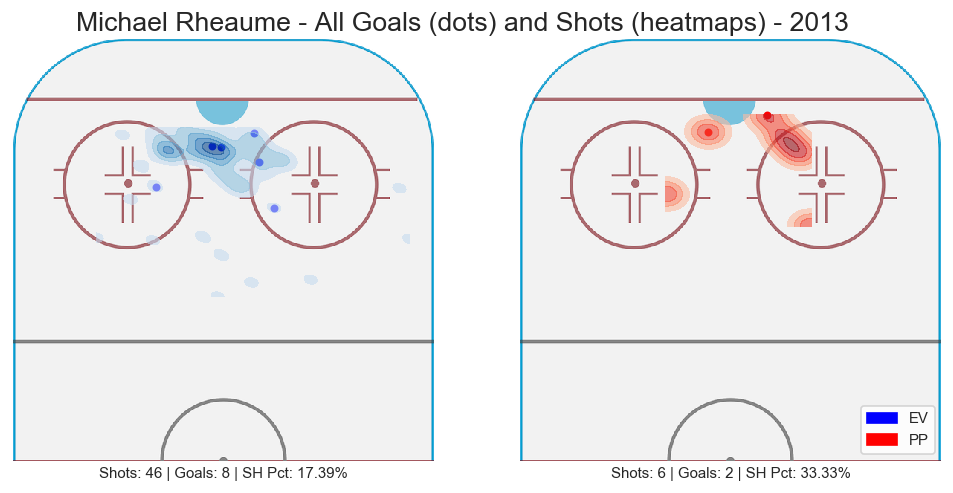 Michael Rheaume - All Goals (dots) and Shots (heatmaps) - 2013
EV
PP
Shots: 46 | Goals: 8 | SH Pct: 17.39%
Shots: 6 | Goals: 2 | SH Pct: 33.33%